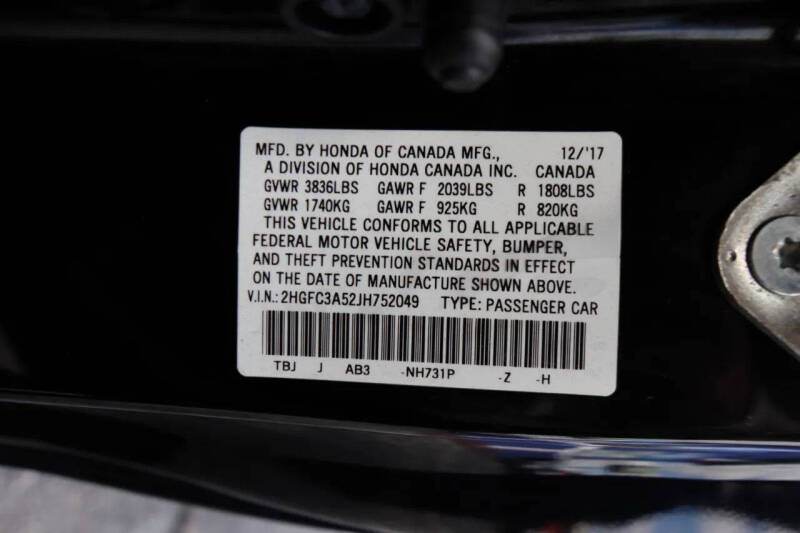 MFD. BY HONDA OF CANADA MFG., 12/'17
A DIVISION OF HONDA CANADA INC. CANADA
GVWR 3836LBS GAWR F 2039LBS R 1808LBS
GVWR 1740KG GAWR F 925KG R 820KG
THIS VEHICLE CONFORMS TO ALL APPLICABLE
FEDERAL MOTOR VEHICLE SAFETY, BUMPER,
AND THEFT PREVENTION STANDARDS IN EFFECT
ON THE DATE OF MANUFACTURE SHOWN ABOVE.
V.I.N.: 2HGFC3A52JH752049 TYPE: PASSENGER CAR
TBJ J AB3 -NH731P -Z -H